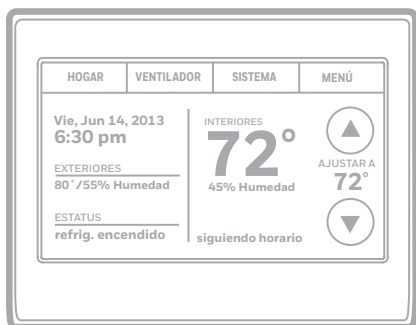 HOGAR VENTILADOR SISTEMA MENÚ
Vie, Jun 14, 2013
6:30 pm
EXTERIORES
80°/55% Humedad
ESTATUS
refrig. encendido
INTERIORES
72°
45% Humedad
siguiendo horario
AJUSTAR A
72°